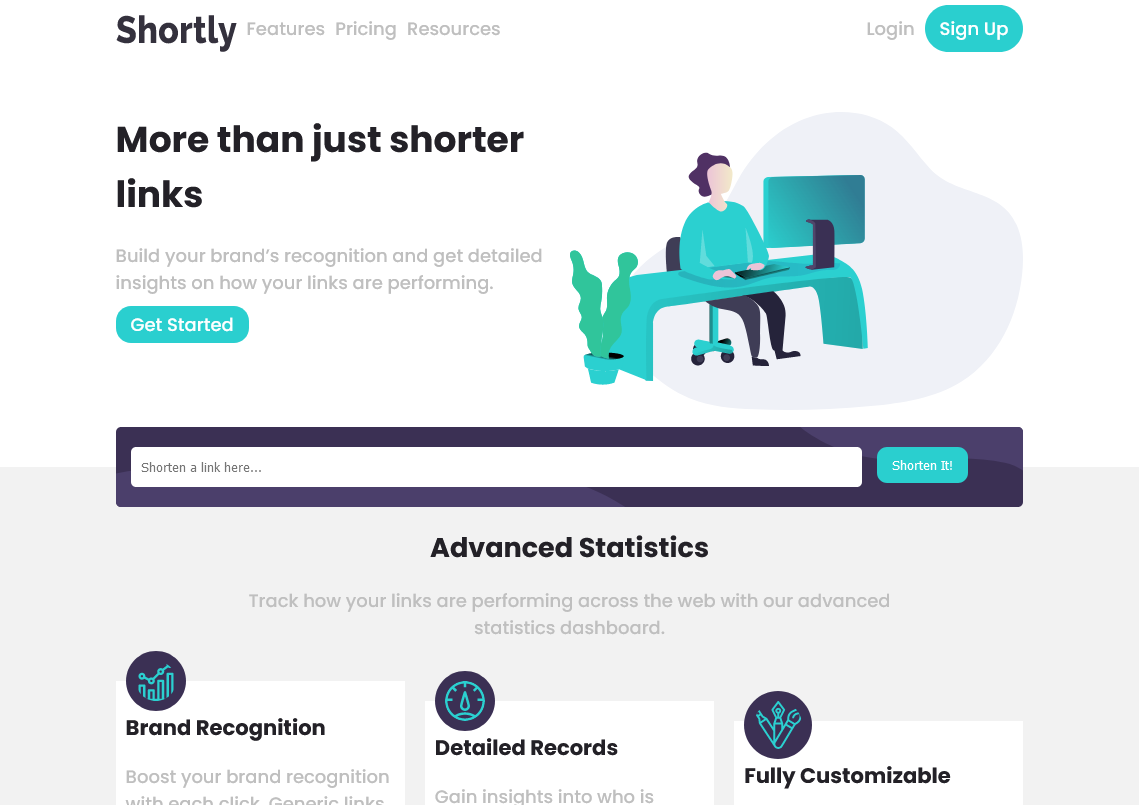 Shortly Features Pricing Resources Login Sign Up
More than just shorter
links
Build your brand’s recognition and get detailed
insights on how your links are performing.
Get Started
Shorten a link here... Shorten It!
Advanced Statistics
Track how your links are performing across the web with our advanced
statistics dashboard.
Brand Recognition
Boost your brand recognition
with each click. Generic links
Detailed Records
Gain insights into who is
Fully Customizable